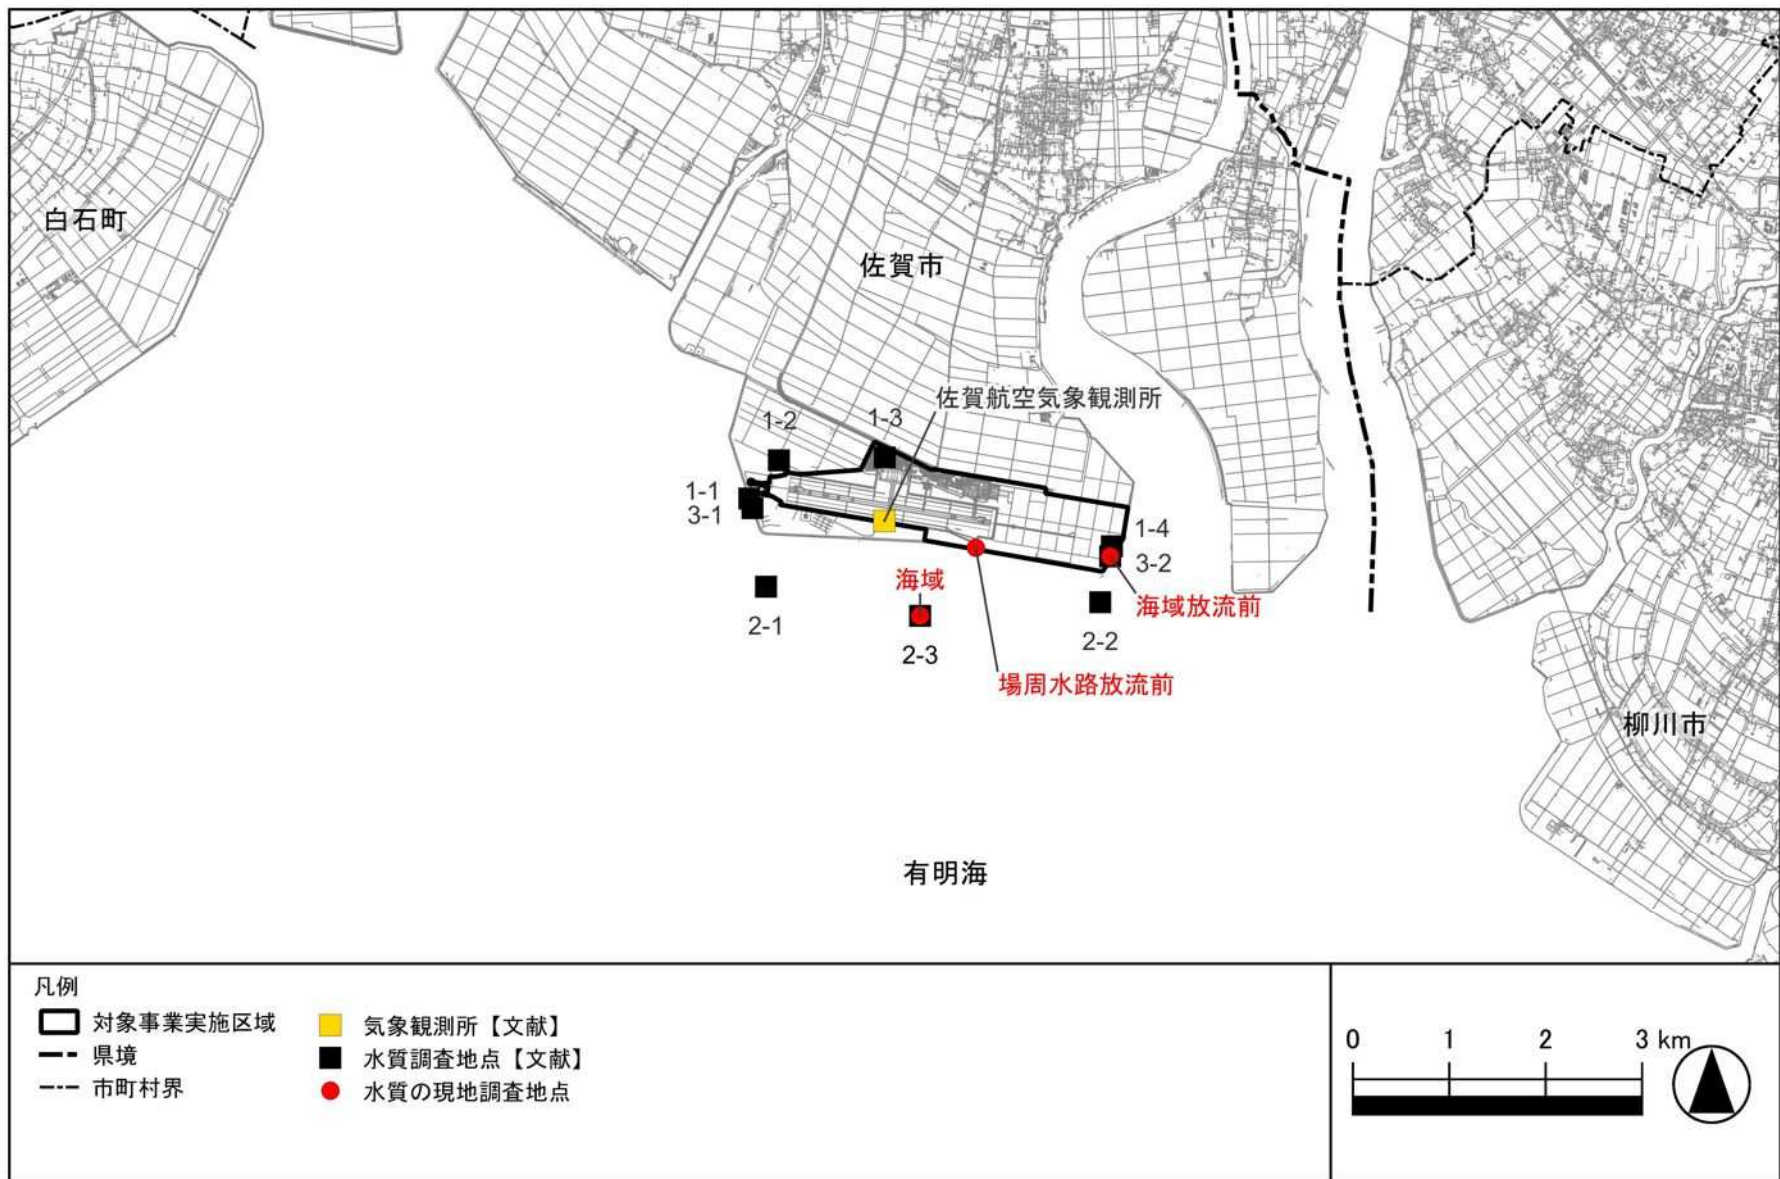 白石町
佐賀市
佐賀航空気象観測所
1-2
1-3
1-1
3-1
1-4
3-2
海域
海域放流前
2-1
2-3
2-2
場周水路放流前
柳川市
有明海
凡例
対象事業実施区域
県境
市町村界
気象観測所【文献】
水質調査地点【文献】
水質の現地調査地点
0 1 2 3 km